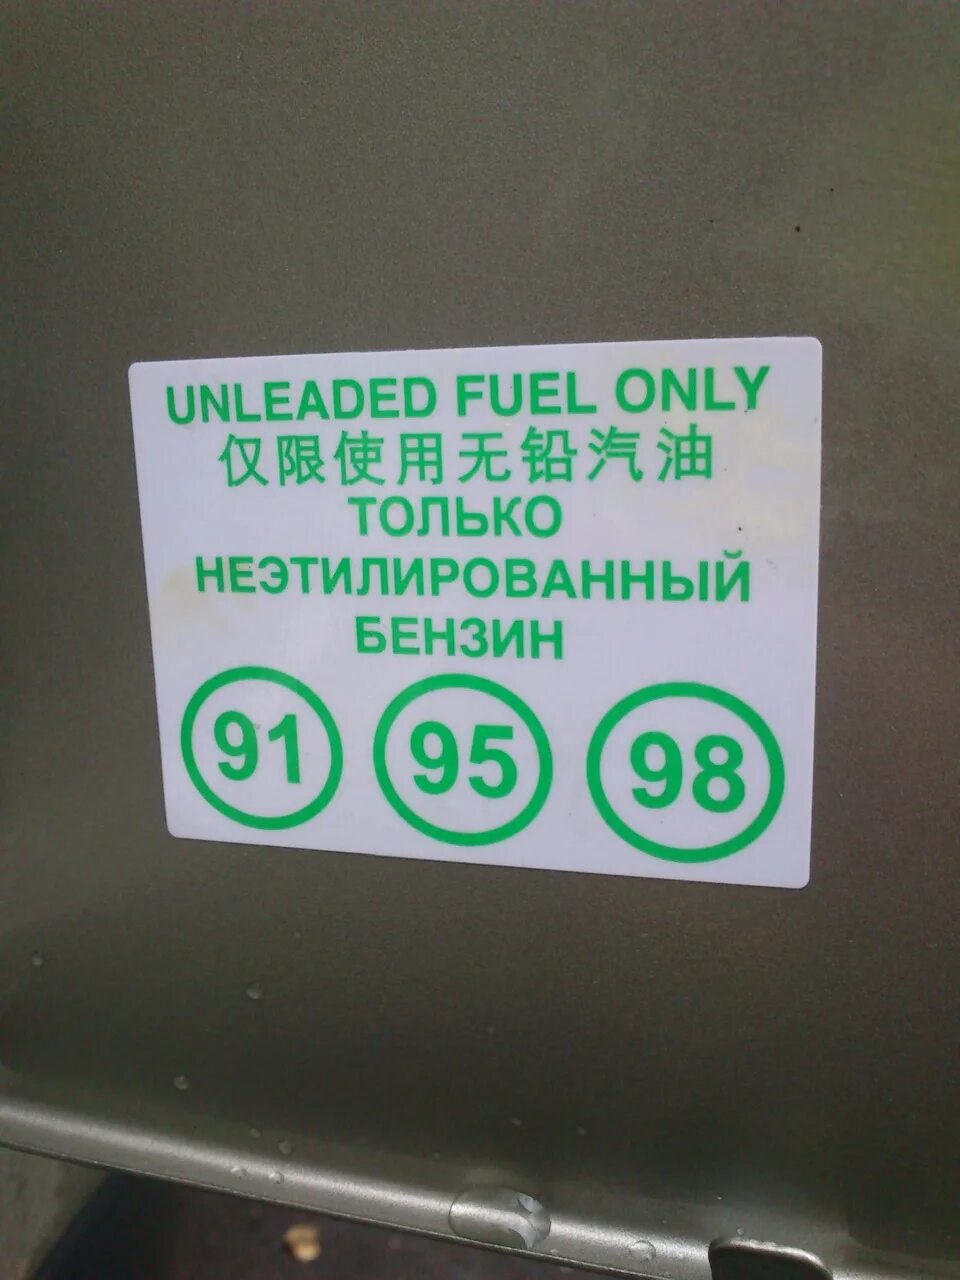 UNLEADED FUEL ONLY
仅限使用无铅汽油
ТОЛЬКО
НЕЭТИЛИРОВАННЫЙ
БЕНЗИН
91 95 98